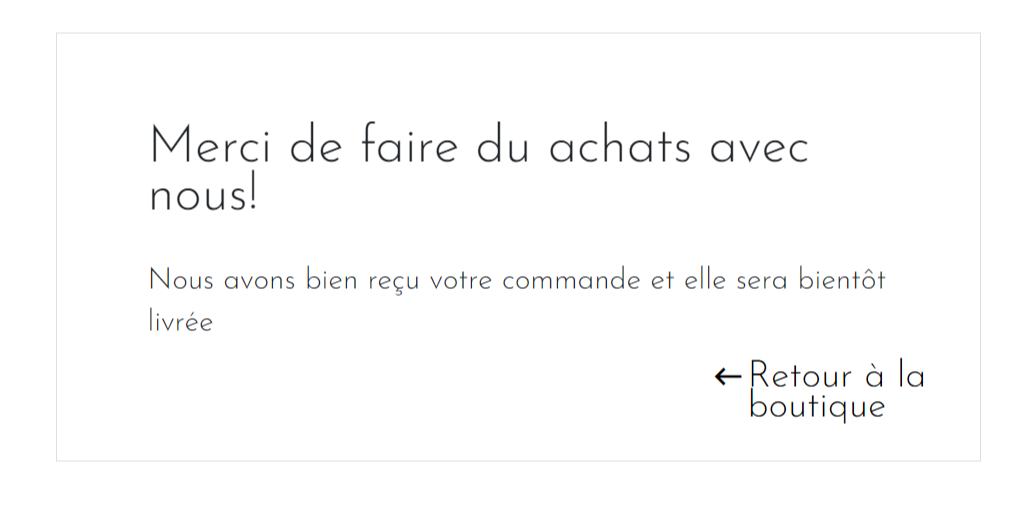 Merci de faire du achats avec
nous!
Nous avons bien reçu votre commande et elle sera bientôt
livrée
←Retour à la
boutique